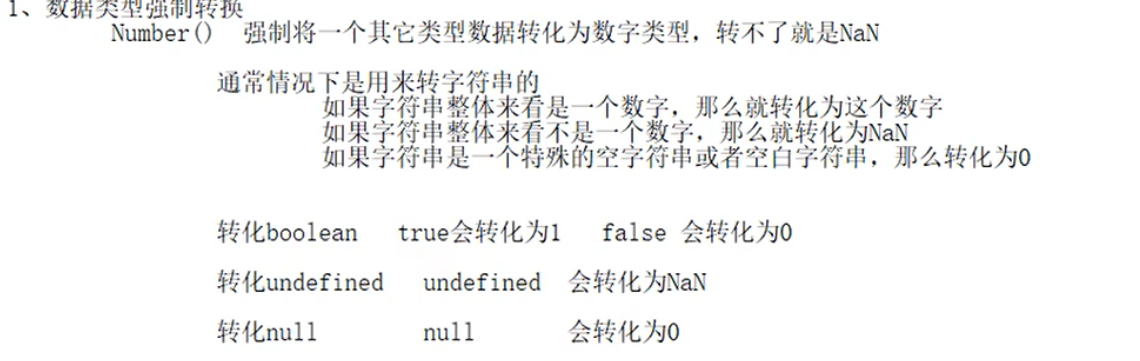 1、数据类型强制转换
Number() 强制将一个其它类型数据转化为数字类型，转不了就是NaN
通常情况下是用来转字符串的
如果字符串整体来看是一个数字，那么就转化为这个数字
如果字符串整体来看不是一个数字，那么就转化为NaN
如果字符串是一个特殊的空字符串或者空白字符串，那么转化为0
转化boolean true会转化为1 false 会转化为0
转化undefined undefined 会转化为NaN
转化null null 会转化为0